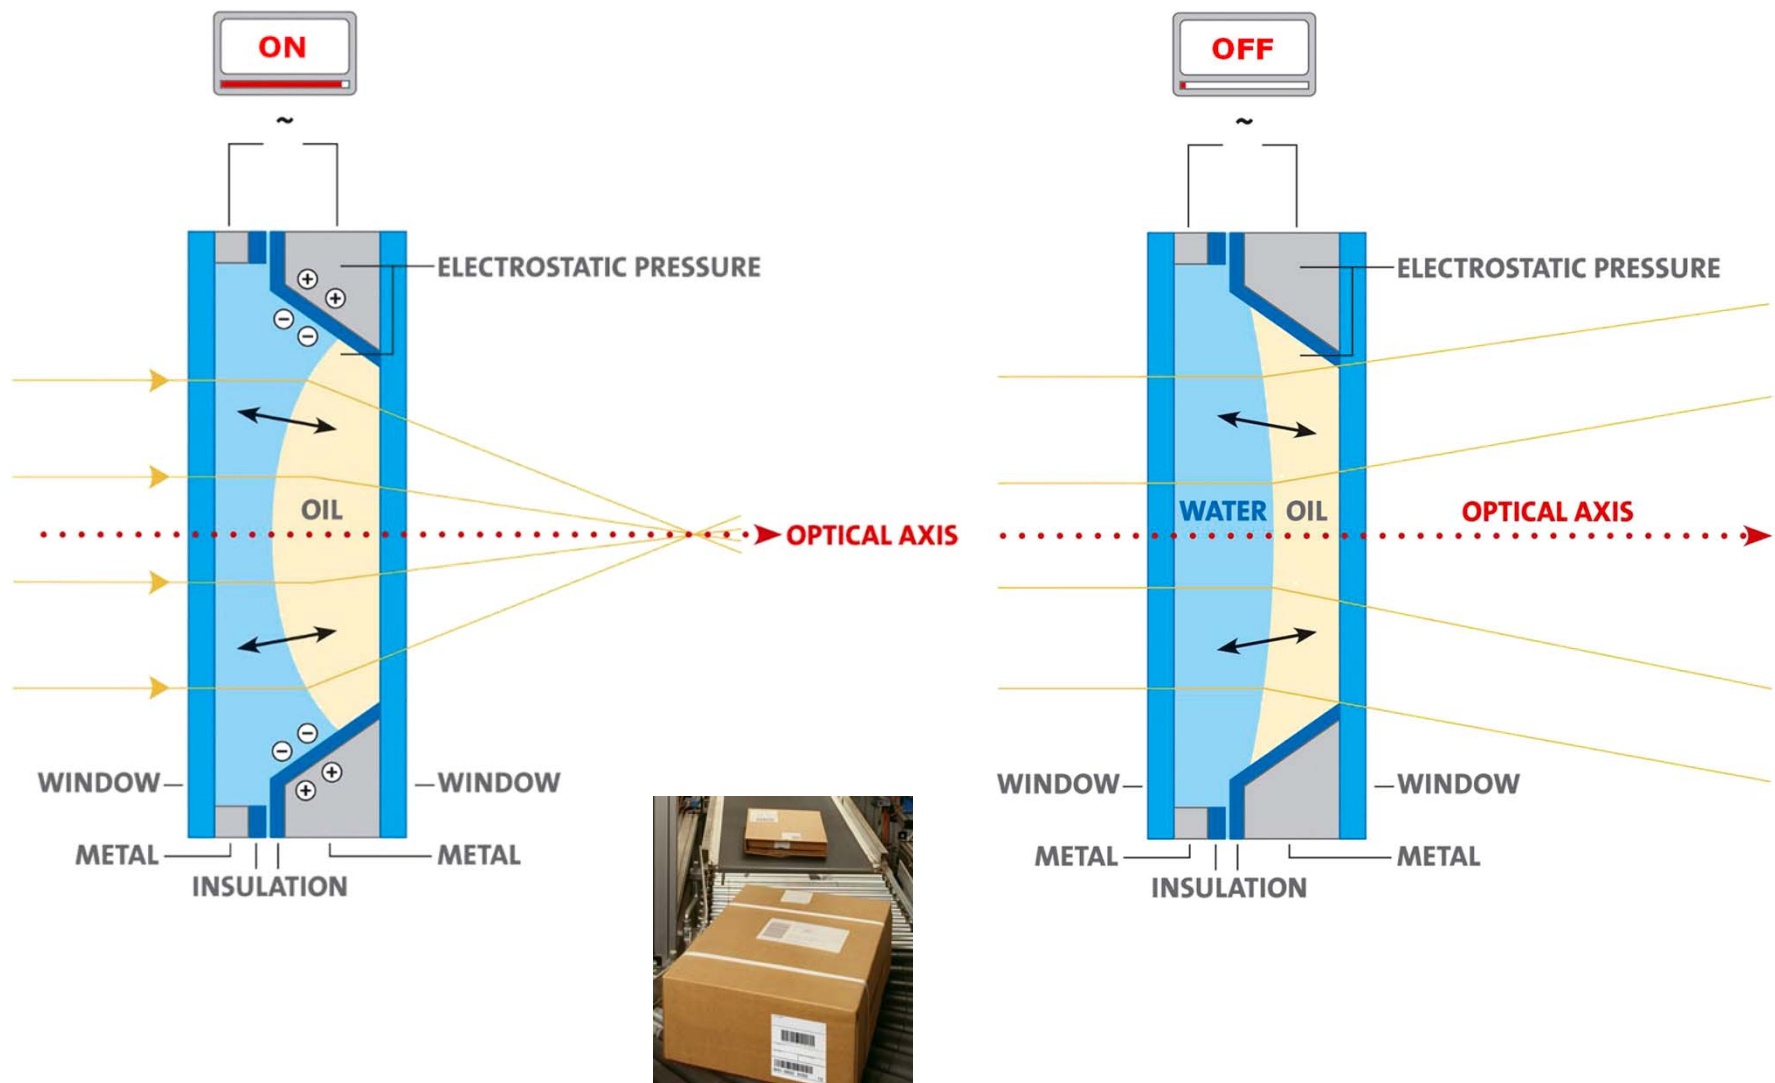 ON
~
ELECTROSTATIC PRESSURE
OIL
OPTICAL AXIS
WINDOW
WINDOW
METAL
METAL
INSULATION
OFF
~
ELECTROSTATIC PRESSURE
WATER
OIL
OPTICAL AXIS
WINDOW
WINDOW
METAL
METAL
INSULATION